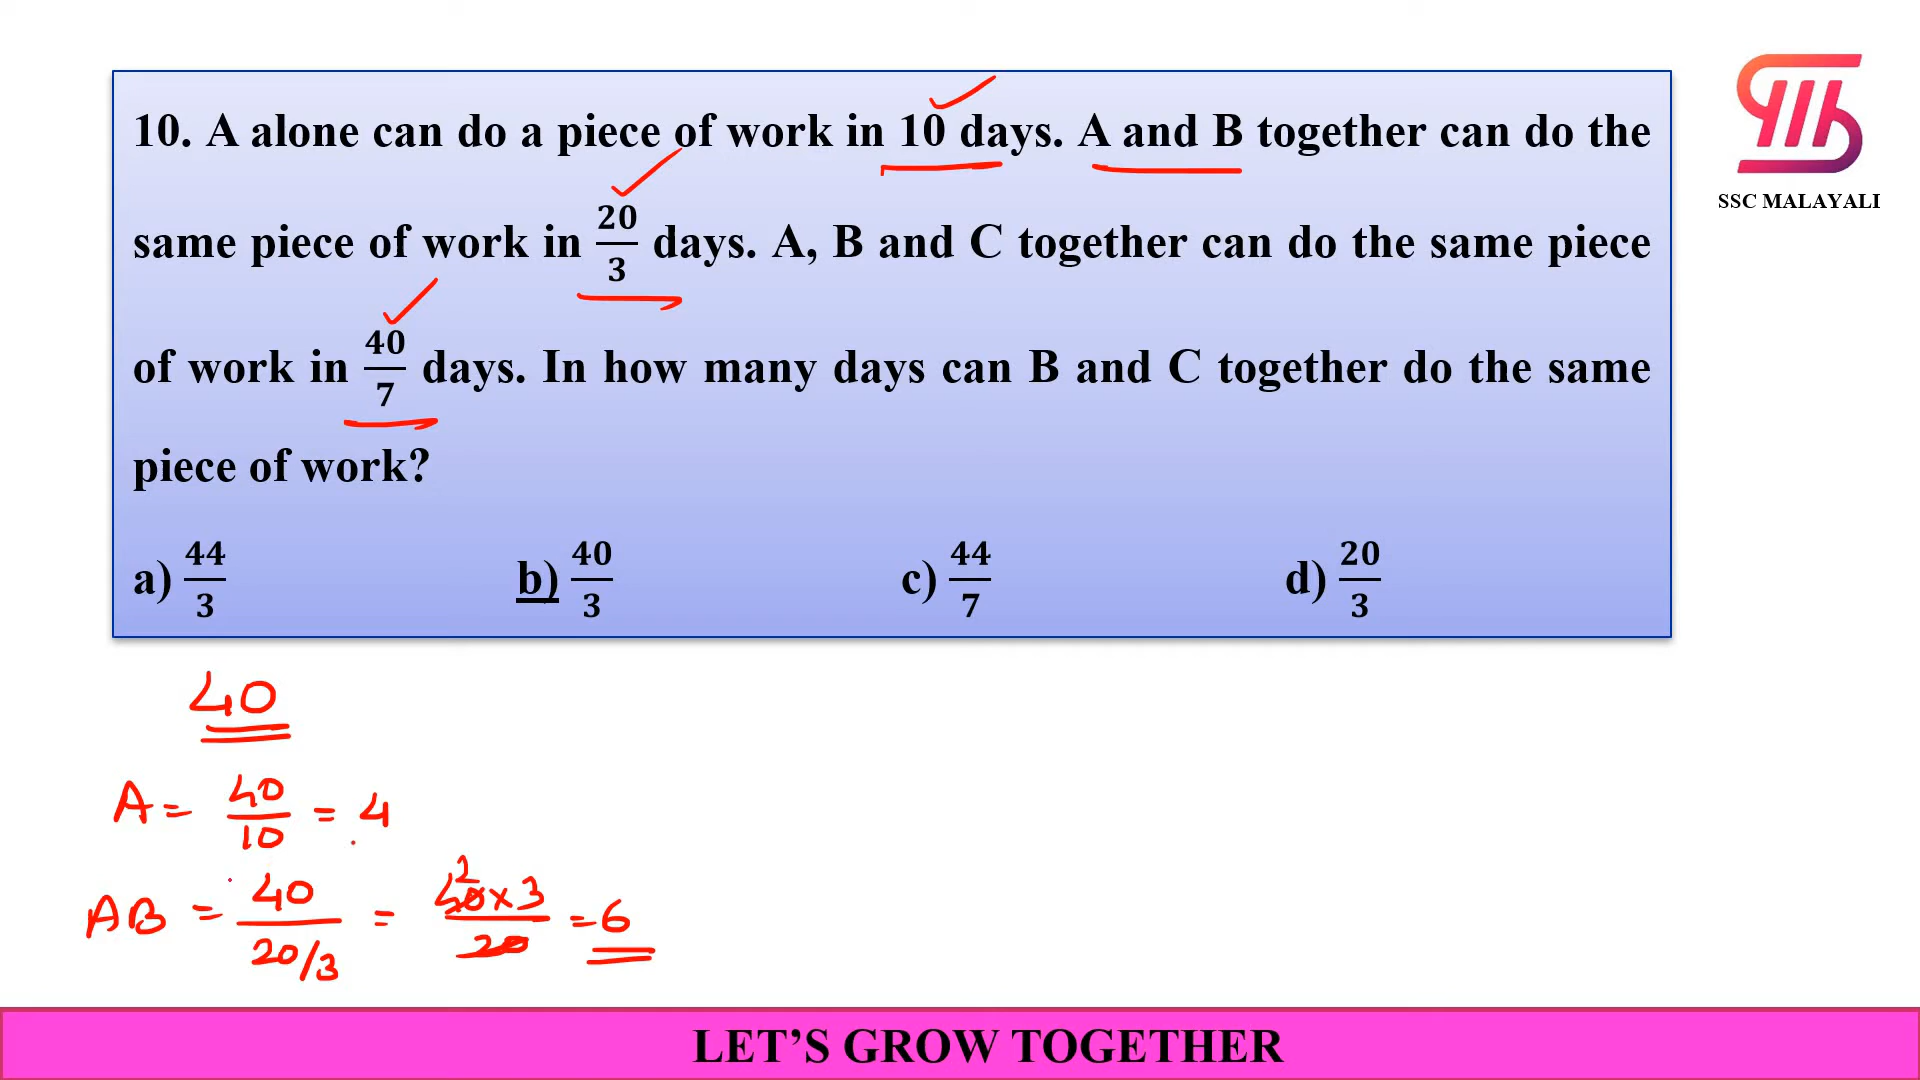 10. A alone can do a piece of work in 10 days. A and B together can do the
same piece of work in 20/3 days. A, B and C together can do the same piece
of work in 40/7 days. In how many days can B and C together do the same
piece of work?
a) 44/3 b) 40/3 c) 44/7 d) 20/3
SSC MALAYALI
40
A = 40/10 = 4
AB = 40/(20/3) = 40 2 × 3/20 = 6
LET'S GROW TOGETHER